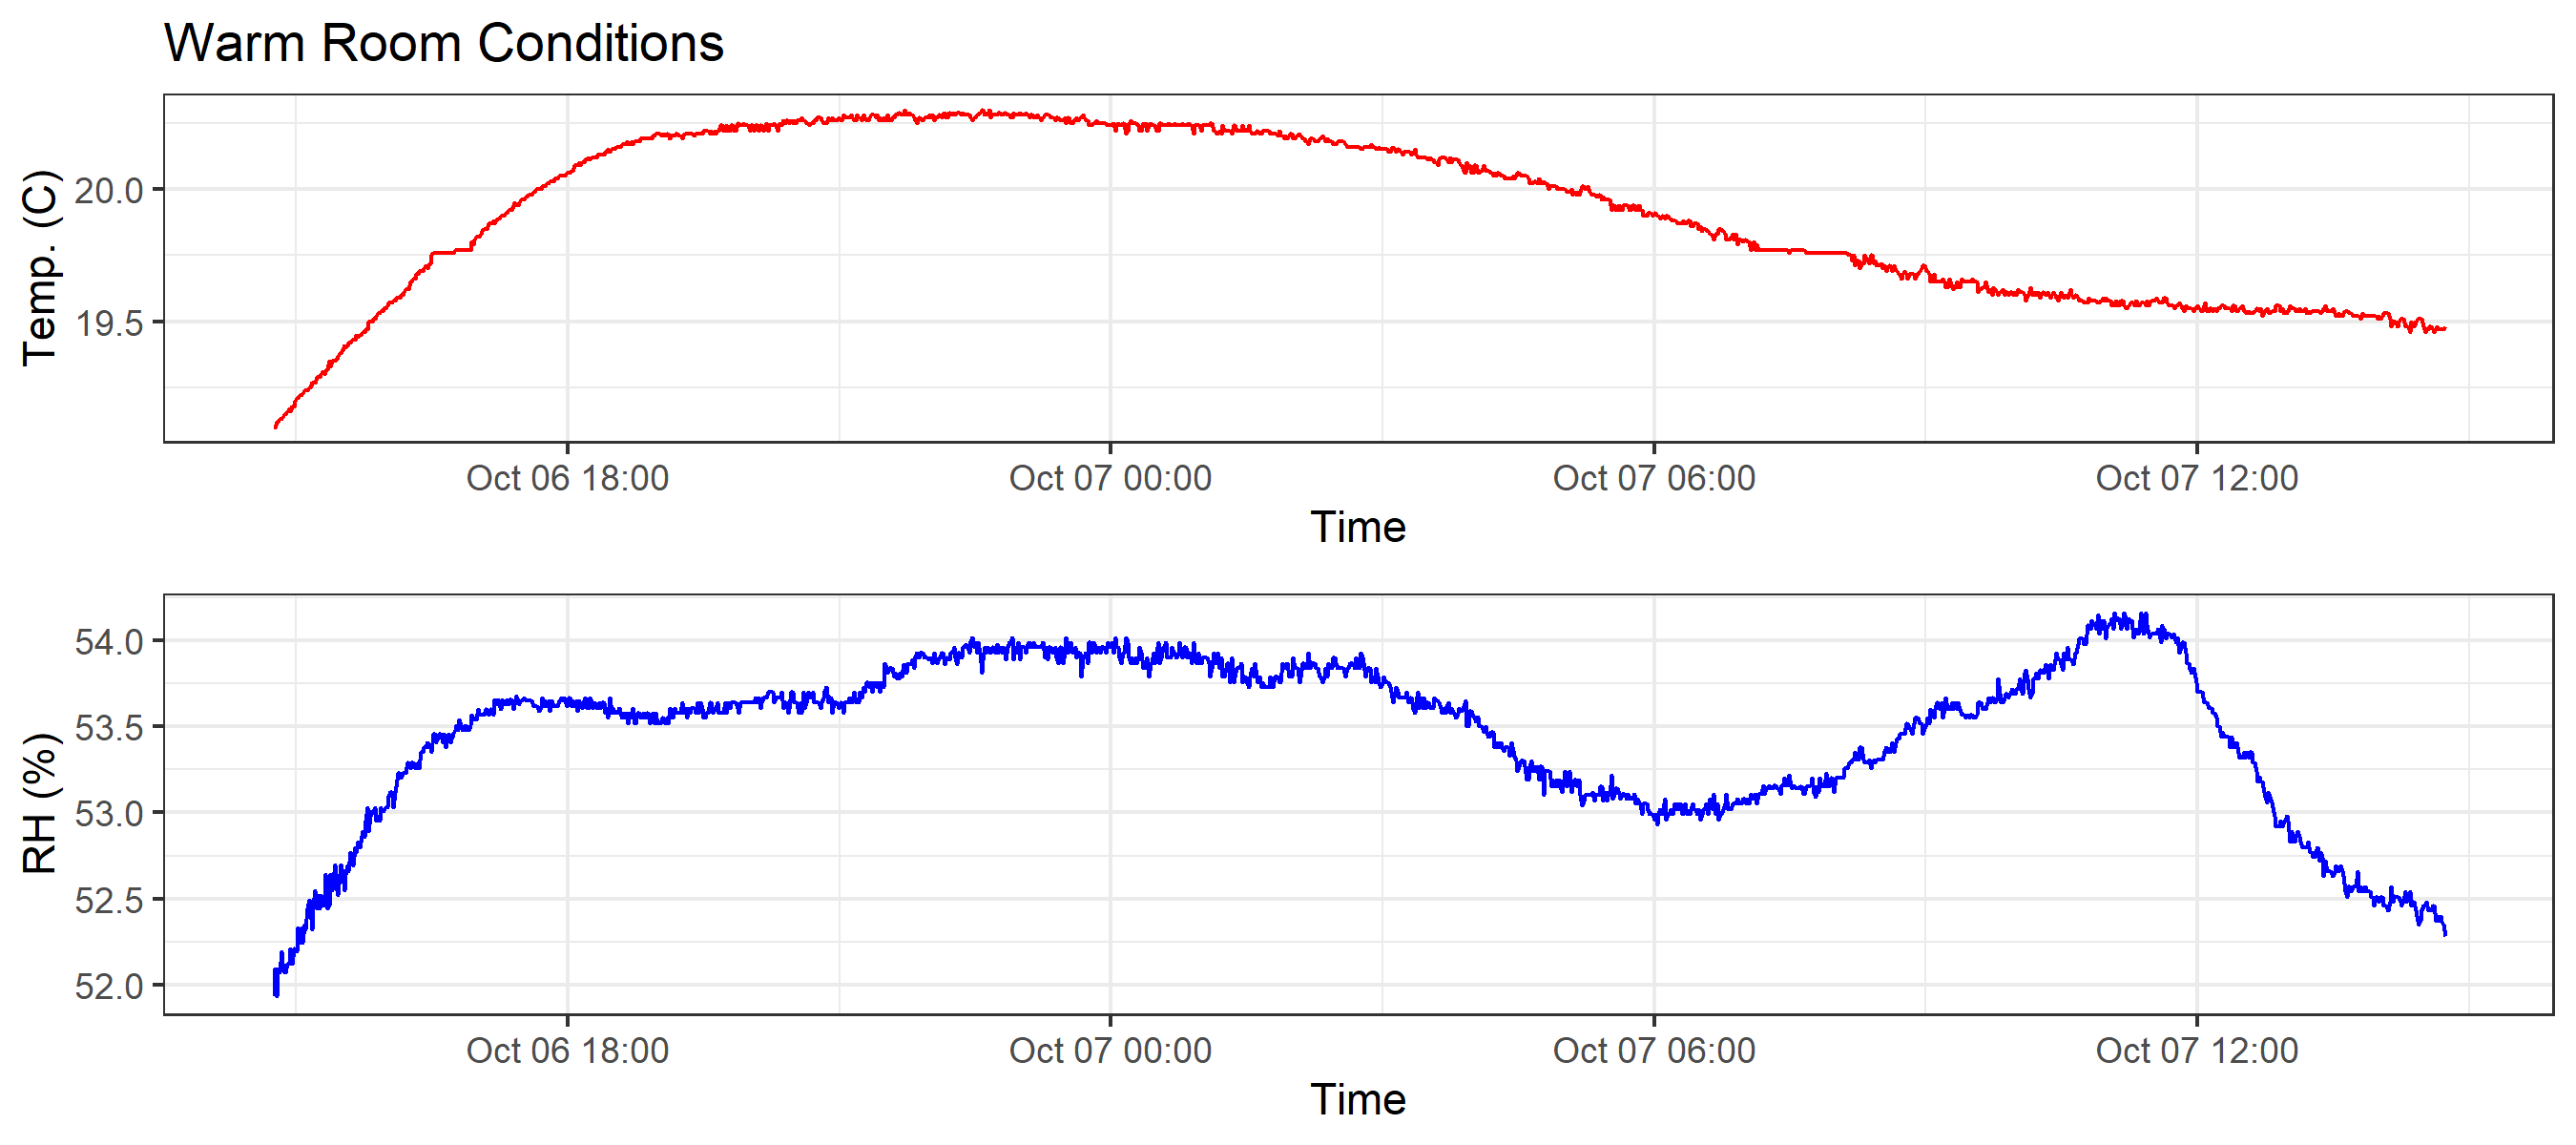 Warm Room Conditions
Temp. (C)
20.0
19.5
Oct 06 18:00 Oct 07 00:00 Oct 07 06:00 Oct 07 12:00
Time
RH (%)
54.0
53.5
53.0
52.5
52.0
Oct 06 18:00 Oct 07 00:00 Oct 07 06:00 Oct 07 12:00
Time